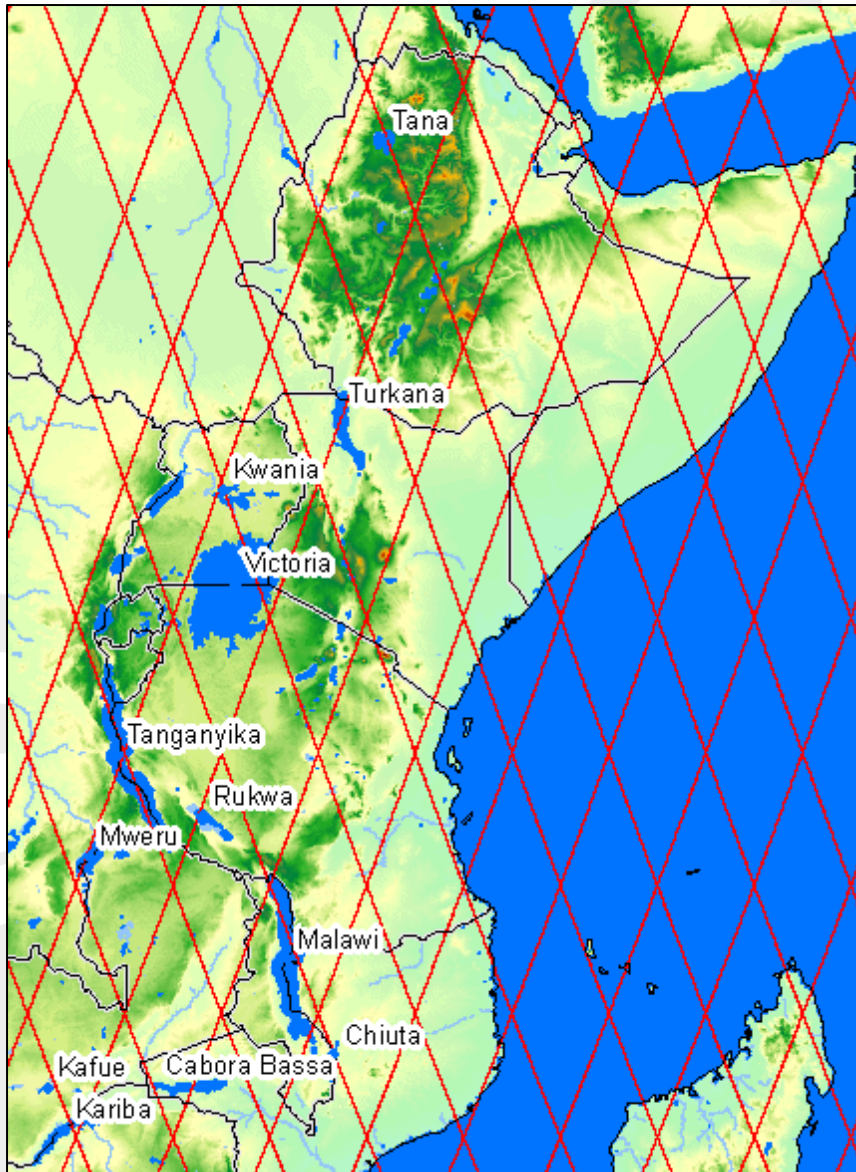 Tana
Turkana
Kwania
Victoria
Tanganyika
Rukwa
Mweru
Malawi
Chiuta
Kafue
Cabora Bassa
Kariba